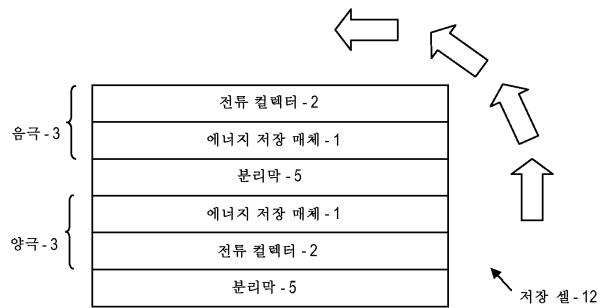 전류 컬렉터 - 2
음극 - 3
에너지 저장 매체 - 1
분리막 - 5
에너지 저장 매체 - 1
양극 - 3
전류 컬렉터 - 2
분리막 - 5
저장 셀 - 12